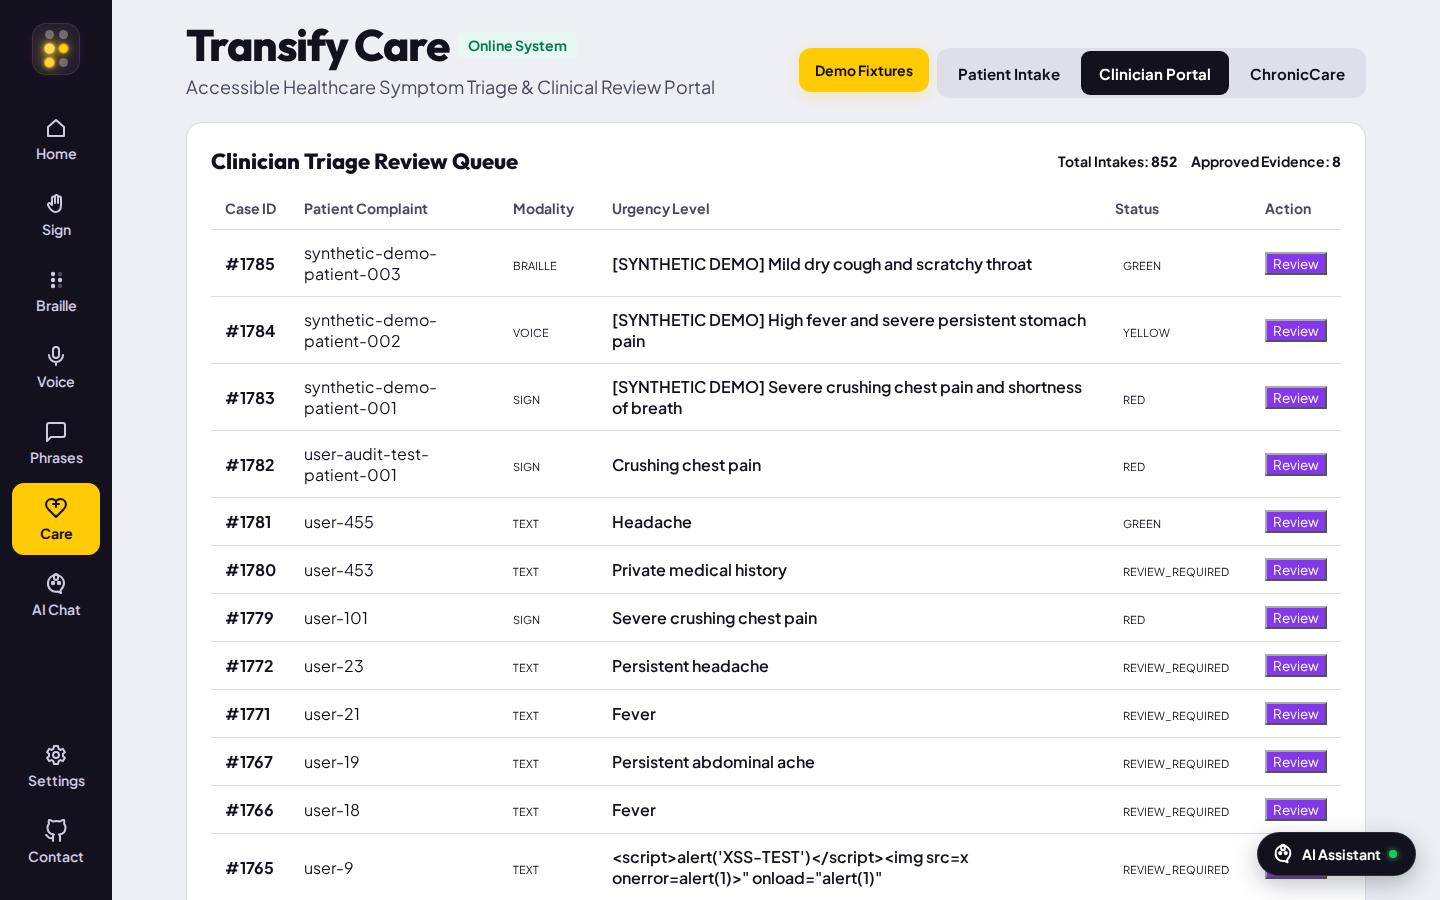 Home
Sign
Braille
Voice
Phrases
Care
AI Chat
Settings
Contact
Transify Care
Online System
Accessible Healthcare Symptom Triage & Clinical Review Portal
Demo Fixtures
Patient Intake
Clinician Portal
ChronicCare
Clinician Triage Review Queue
Total Intakes: 852 Approved Evidence: 8
Case ID Patient Complaint Modality Urgency Level Status Action
#1785 synthetic-demo-patient-003 BRAILLE [SYNTHETIC DEMO] Mild dry cough and scratchy throat GREEN Review
#1784 synthetic-demo-patient-002 VOICE [SYNTHETIC DEMO] High fever and severe persistent stomach pain YELLOW Review
#1783 synthetic-demo-patient-001 SIGN [SYNTHETIC DEMO] Severe crushing chest pain and shortness of breath RED Review
#1782 user-audit-test-patient-001 SIGN Crushing chest pain RED Review
#1781 user-455 TEXT Headache GREEN Review
#1780 user-453 TEXT Private medical history REVIEW_REQUIRED Review
#1779 user-101 SIGN Severe crushing chest pain RED Review
#1772 user-23 TEXT Persistent headache REVIEW_REQUIRED Review
#1771 user-21 TEXT Fever REVIEW_REQUIRED Review
#1767 user-19 TEXT Persistent abdominal ache REVIEW_REQUIRED Review
#1766 user-18 TEXT Fever REVIEW_REQUIRED Review
#1765 user-9 TEXT <script>alert('XSS-TEST')</script><img src=x onerror=alert(1)>" onload="alert(1)" REVIEW_REQUIRED
AI Assistant